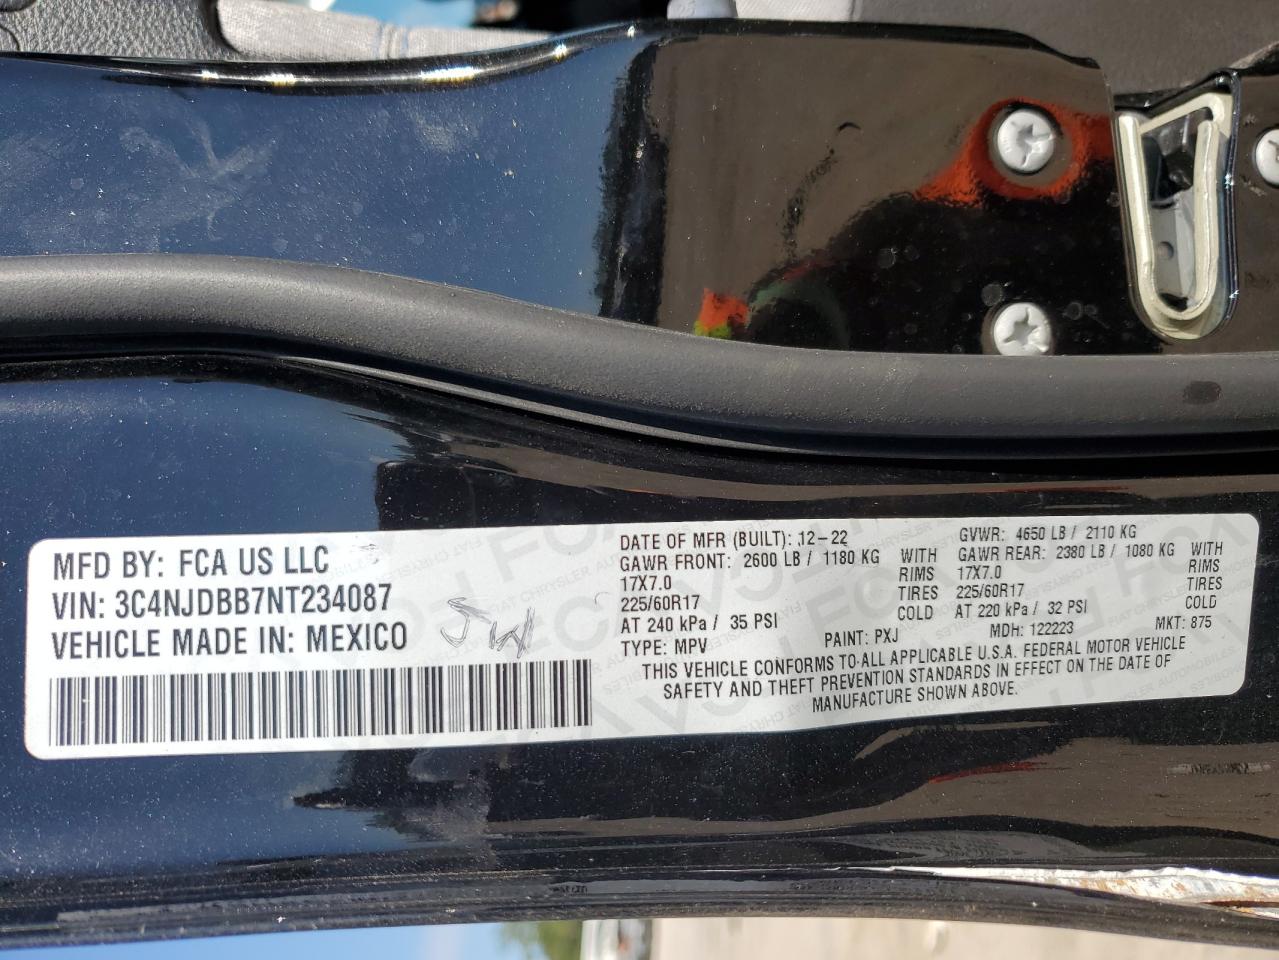 MFD BY: FCA US LLC
VIN: 3C4NJDBB7NT234087
VEHICLE MADE IN: MEXICO
JW
DATE OF MFR (BUILT): 12-22 GVWR: 4650 LB / 2110 KG
GAWR FRONT: 2600 LB / 1180 KG WITH GAWR REAR: 2380 LB / 1080 KG WITH
17X7.0 RIMS 17X7.0 RIMS
225/60R17 TIRES 225/60R17 TIRES
AT 240 kPa / 35 PSI COLD AT 220 kPa / 32 PSI COLD
TYPE: MPV PAINT: PXJ MDH: 122223 MKT: 875
THIS VEHICLE CONFORMS TO ALL APPLICABLE U.S.A. FEDERAL MOTOR VEHICLE
SAFETY AND THEFT PREVENTION STANDARDS IN EFFECT ON THE DATE OF
MANUFACTURE SHOWN ABOVE.